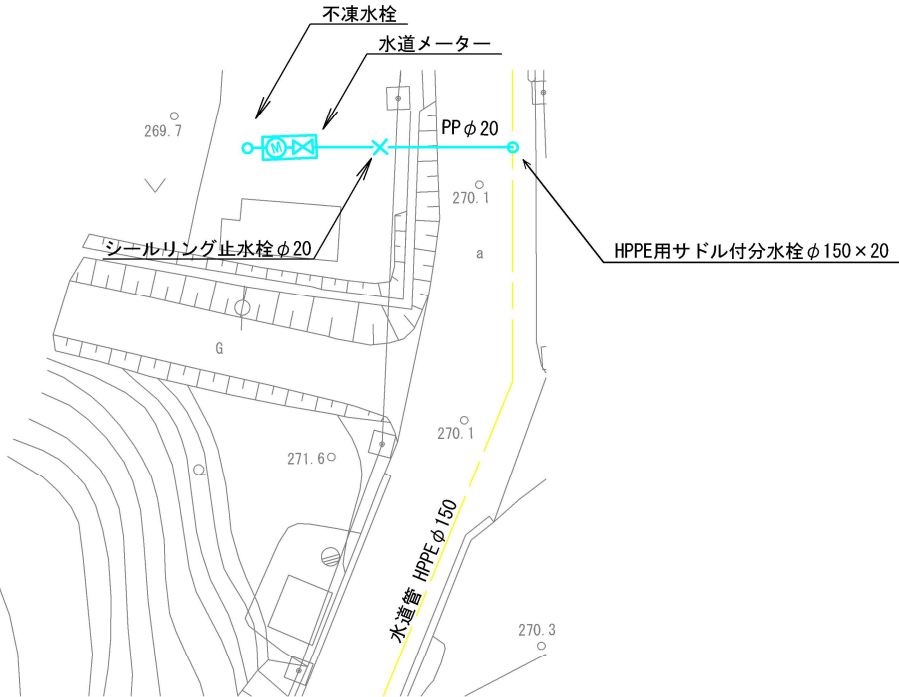 不凍水栓
水道メーター
PPφ20
269.7
M
270.1
シールリング止水栓φ20
HPPE用サドル付分水栓φ150×20
a
G
270.1
271.6
水道管 HPPEφ150
270.3